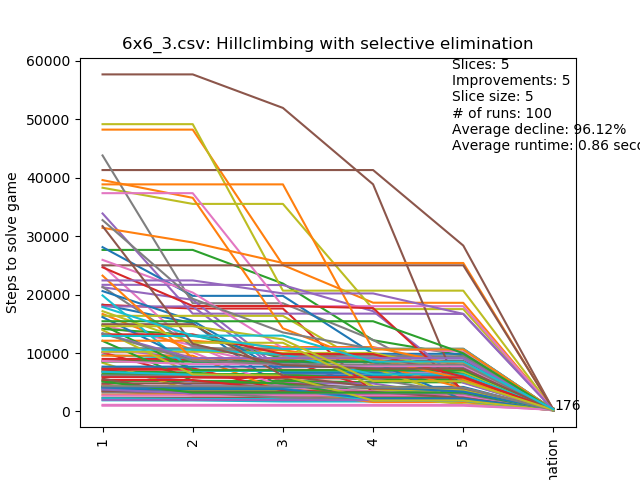 6x6_3.csv: Hillclimbing with selective elimination
Slices: 5
Improvements: 5
Slice size: 5
# of runs: 100
Average decline: 96.12%
Average runtime: 0.86 seco
Steps to solve game
60000
50000
40000
30000
20000
10000
0
176
1
2
3
4
5
nation